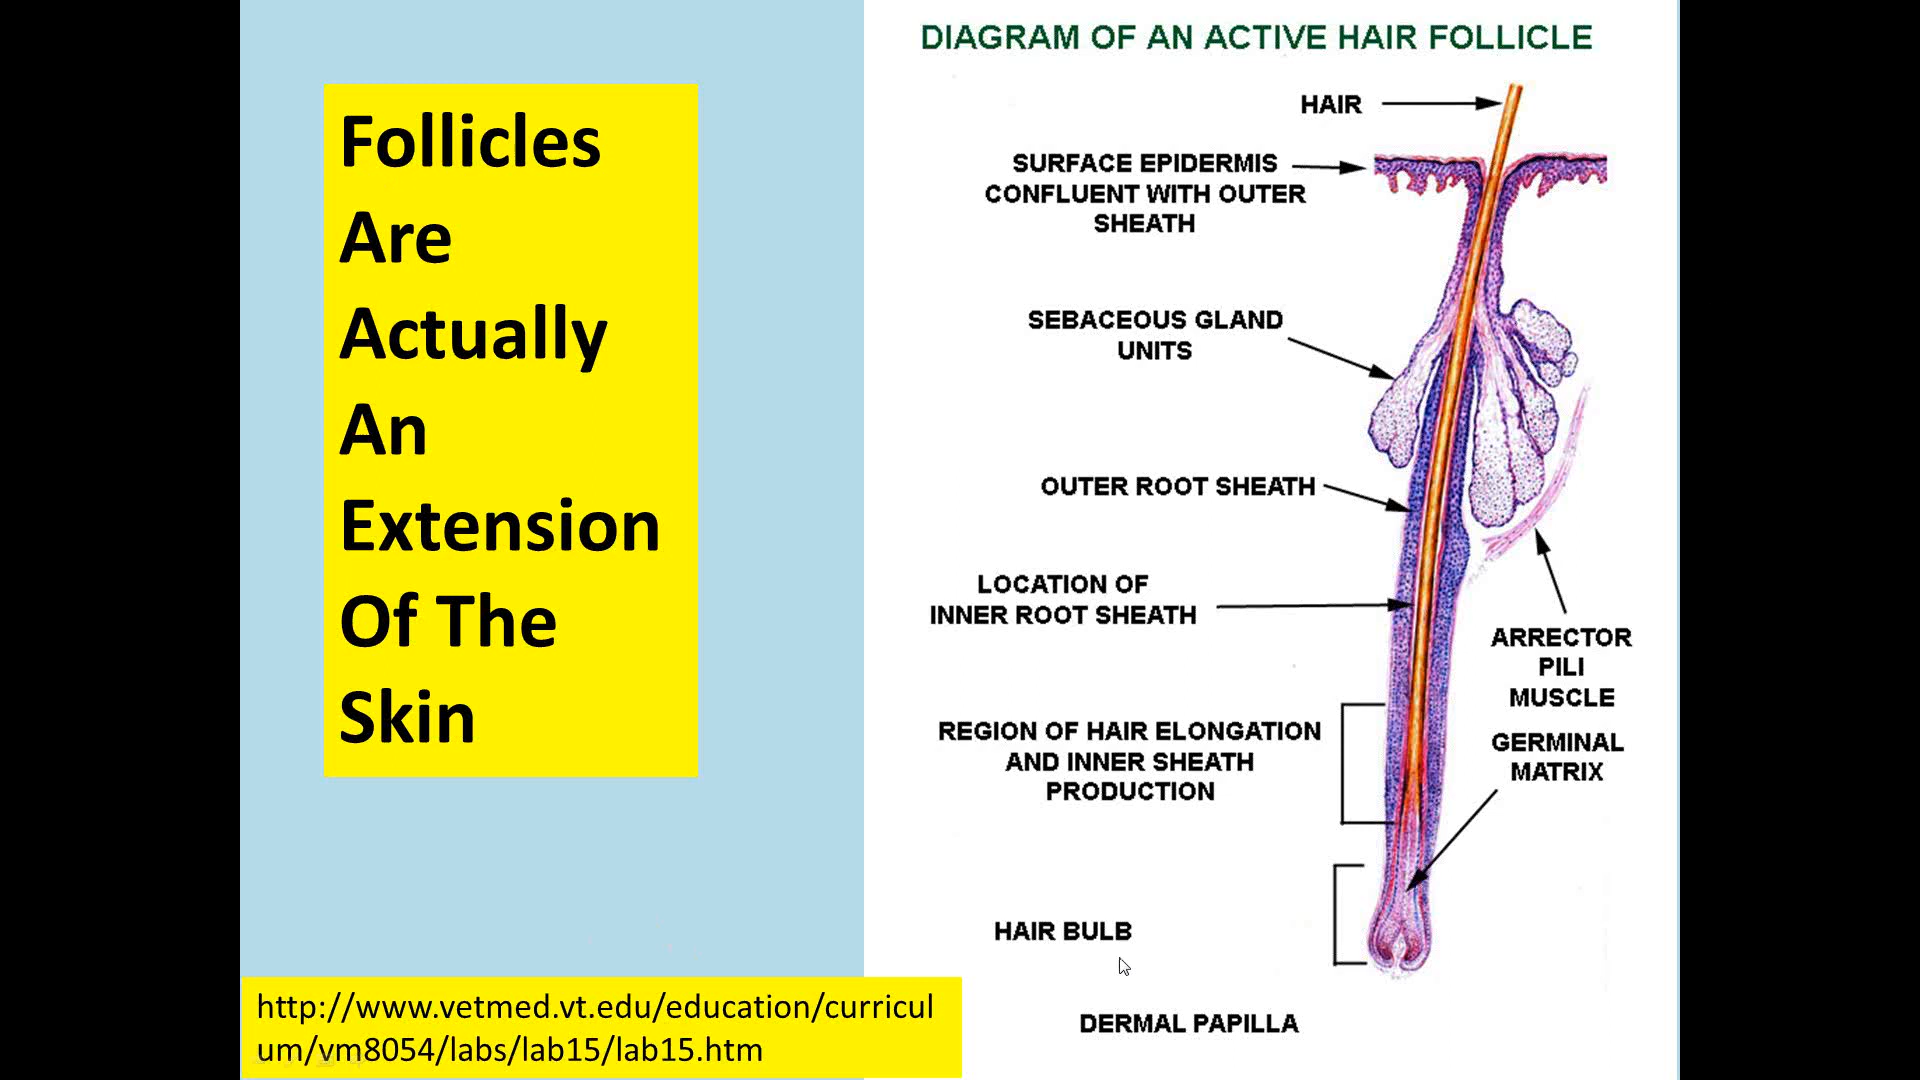 Follicles
Are
Actually
An
Extension
Of The
Skin
http://www.vetmed.vt.edu/education/curricul
um/vm8054/labs/lab15/lab15.htm
DIAGRAM OF AN ACTIVE HAIR FOLLICLE
HAIR
SURFACE EPIDERMIS
CONFLUENT WITH OUTER
SHEATH
SEBACEOUS GLAND
UNITS
OUTER ROOT SHEATH
LOCATION OF
INNER ROOT SHEATH
ARRECTOR
PILI
MUSCLE
REGION OF HAIR ELONGATION
AND INNER SHEATH
PRODUCTION
GERMINAL
MATRIX
HAIR BULB
DERMAL PAPILLA